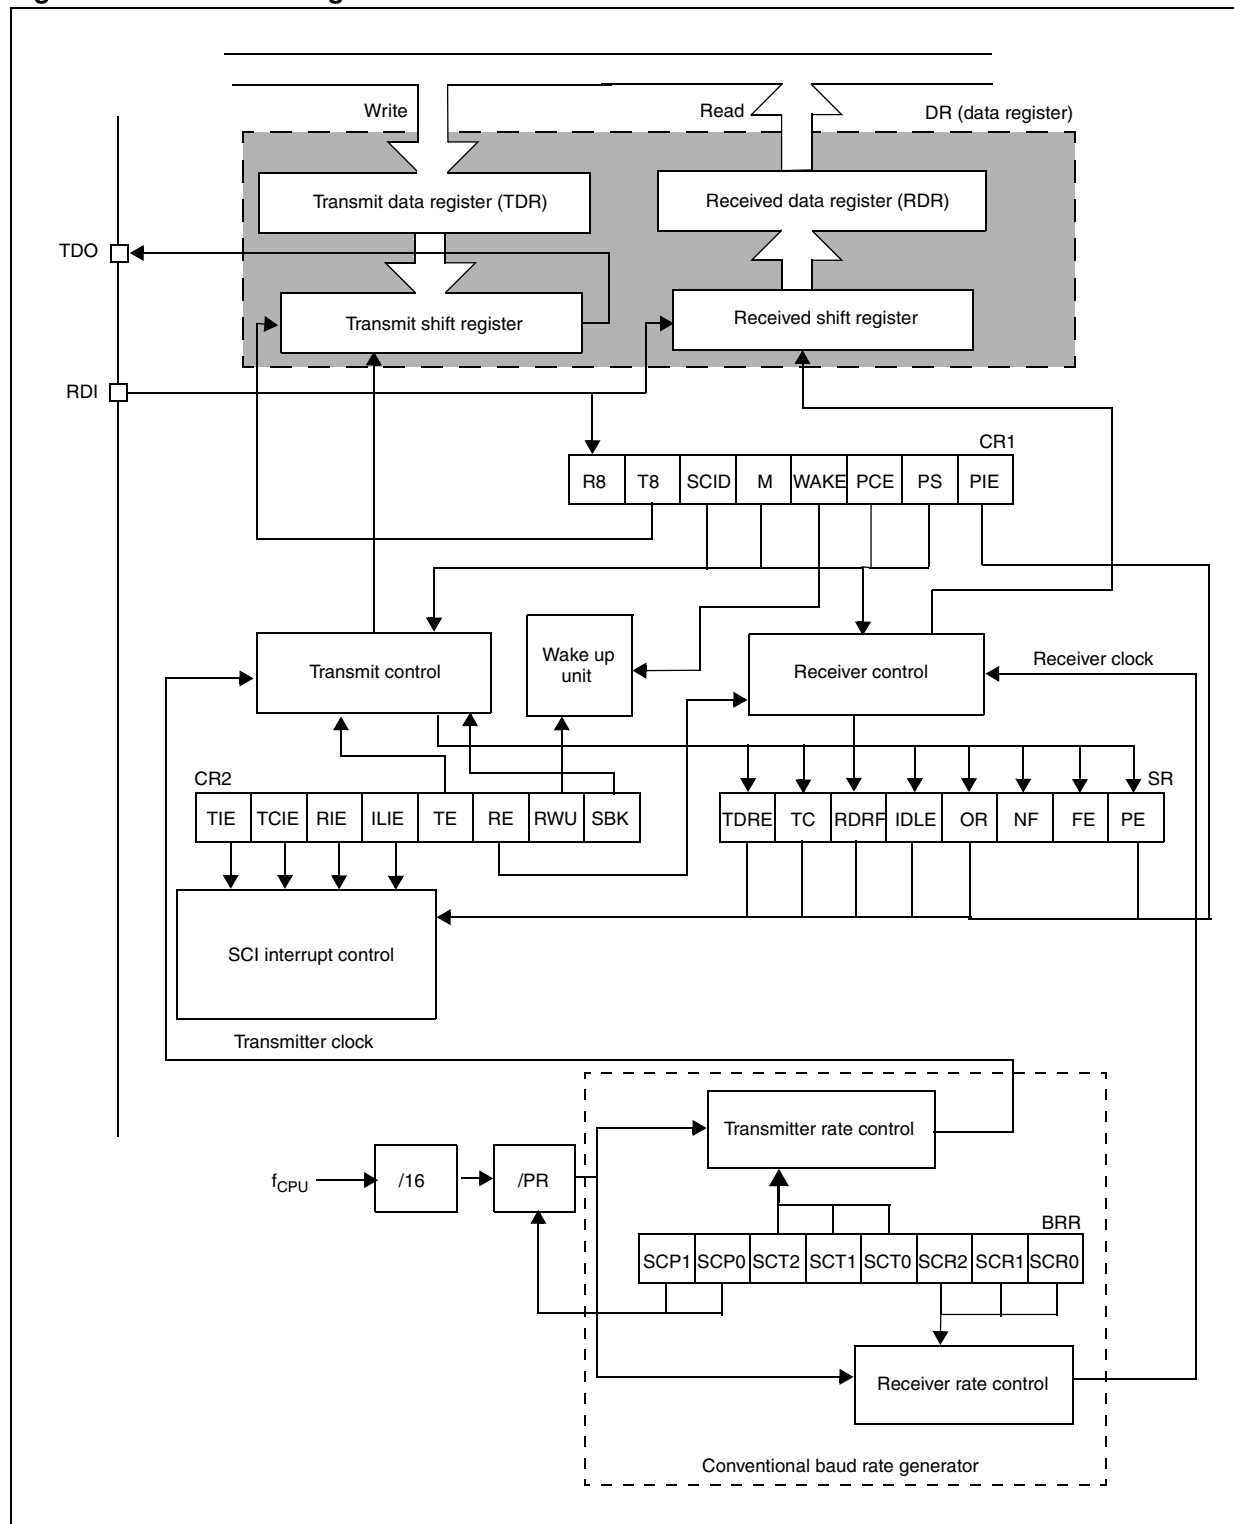 Write
Read
DR (data register)
Transmit data register (TDR)
Received data register (RDR)
TDO
Transmit shift register
Received shift register
RDI
CR1
R8 T8 SCID M WAKE PCE PS PIE
Transmit control
Wake up
unit
Receiver control
Receiver clock
CR2
SR
TIE TCIE RIE ILIE TE RE RWU SBK
TDRE TC RDRF IDLE OR NF FE PE
SCI interrupt control
Transmitter clock
Transmitter rate control
fCPU
/16
/PR
BRR
SCP1 SCP0 SCT2 SCT1 SCT0 SCR2 SCR1 SCR0
Receiver rate control
Conventional baud rate generator